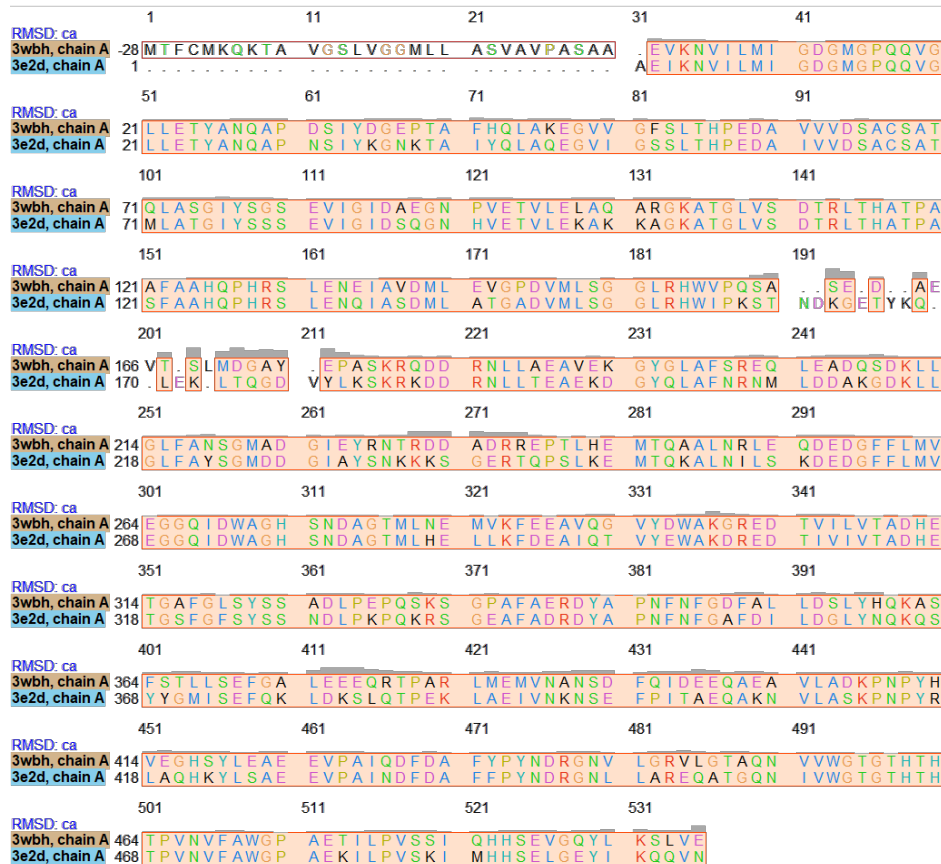 1 11 21 31 41
RMSD: ca
3wbh, chain A -28 MTFCMKQKTA VGSLVGGMLL ASVAVPASAA .EVKNVILMI GDGMGPQQVG
3e2d, chain A 1 . . . . . . . . . . . . . . . . . . . . . . . . . . . . . . AEIKNVILMI GDGMGPQQVG
51 61 71 81 91
RMSD: ca
3wbh, chain A 21 LLETYANQAP DSIYDGEPTA FHQLAKEGVV GFSLTHPEDA VVVDSACSAT
3e2d, chain A 21 LLETYANQAP NSIYKGNKTA IYQLAQEGVI GSSLTHPEDA IVVDSACSAT
101 111 121 131 141
RMSD: ca
3wbh, chain A 71 QLASGIYSGS EVIGIDAEGN PVETVLELAQ ARGKATGLVS DTRLTHATPA
3e2d, chain A 71 MLATGIYSSS EVIGIDSQGN HVETVLEKAK KAGKATGLVS DTRLTHATPA
151 161 171 181 191
RMSD: ca
3wbh, chain A 121 AFAAHQPHRS LENEIAVDML EVGPDVMLSG GLRHWVPQSA ..SE.D..AE
3e2d, chain A 121 SFAAHQPHRS LENQIASDML ATGADVMLSG GLRHWIPKST NDKGETYKQ.
201 211 221 231 241
RMSD: ca
3wbh, chain A 166 VT.SLMDGAY .EPASKRQDD RNLLAEAVEK GYGLAFSREQ LEADQSDKLL
3e2d, chain A 170 .LEK.LTQGD VYLKSKRKDD RNLLTEAEKD GYQLAFNRNM LDDAKGDKLL
251 261 271 281 291
RMSD: ca
3wbh, chain A 214 GLFANSGMAD GIEYRNTRDD ADRREPTLHE MTQAALNRLE QDEDGFFLMV
3e2d, chain A 218 GLFAYSGMDD GIAYSNKKKS GERTQPSLKE MTQKALNILS KDEDGFFLMV
301 311 321 331 341
RMSD: ca
3wbh, chain A 264 EGGQIDWAGH SNDAGTMLNE MVKFEEAVQG VYDWAKGRED TVILVTADHE
3e2d, chain A 268 EGGQIDWAGH SNDAGTMLHE LLKFDEAIQT VYEWAKDRED TIVIVTADHE
351 361 371 381 391
RMSD: ca
3wbh, chain A 314 TGAFGLSYSS ADLPEPQSKS GPAFAERDYA PNFNFGDFAL LDSLYHQKAS
3e2d, chain A 318 TGSFGFSYSS NDLPKPQKRS GEAFADRDYA PNFNFGAFDI LDGLYNQKQS
401 411 421 431 441
RMSD: ca
3wbh, chain A 364 FSTLLSEFGA LEEEQRTPAR LMEMVNANSD FQIDEEQAEA VLADKPNPYH
3e2d, chain A 368 YYGMISEFQK LDKSLQTPEK LAEIVNKNSE FPITAEQAKN VLASKPNPYR
451 461 471 481 491
RMSD: ca
3wbh, chain A 414 VEGHSYLEAE EVPAIQDFDA FYPYNDRGNV LGRVLGTAQN VVWGTGTHTH
3e2d, chain A 418 LAQHKYLSAE EVPAINDFDA FFPYNDRGNL LAREQATGQN IVWGTGTHTH
501 511 521 531
RMSD: ca
3wbh, chain A 464 TPVNVFAWGP AETILPVSSI QHHSEVGQYL KSLVE
3e2d, chain A 468 TPVNVFAWGP AEKILPVSKI MHHSELGEYI KQQVN